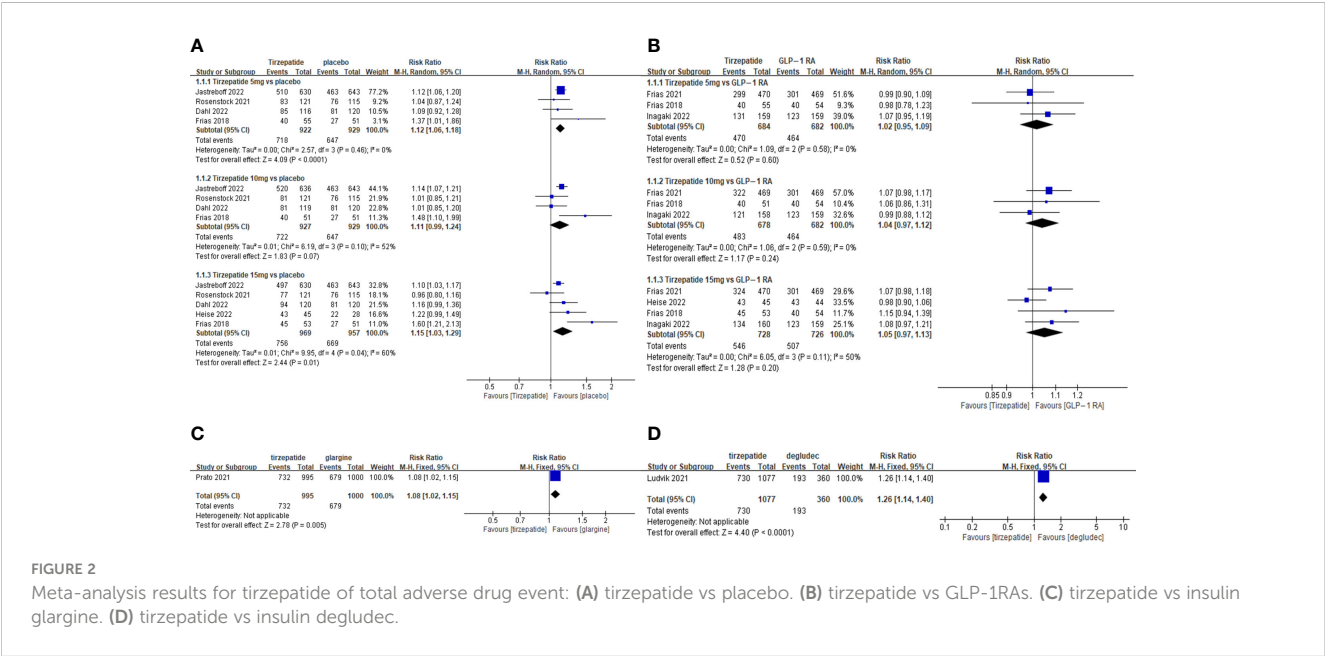 A
Tirzepatide placebo Risk Ratio Risk Ratio
Study or Subgroup Events Total Events Total Weight M-H, Random, 95% CI M-H, Random, 95% CI
1.1.1 Tirzepatide 5mg vs placebo
Jastreboff 2022 510 630 463 643 77.2% 1.12 [1.06, 1.20]
Rosenstock 2021 83 121 76 115 9.2% 1.04 [0.87, 1.24]
Dahl 2022 85 116 81 120 10.5% 1.09 [0.92, 1.28]
Frias 2018 40 55 27 51 3.1% 1.37 [1.01, 1.86]
Subtotal (95% CI) 922 929 100.0% 1.12 [1.06, 1.18]
Total events 718 647
Heterogeneity: Tau² = 0.00; Chi² = 2.57, df = 3 (P = 0.46); I² = 0%
Test for overall effect: Z = 4.09 (P < 0.0001)
1.1.2 Tirzepatide 10mg vs placebo
Jastreboff 2022 520 636 463 643 44.1% 1.14 [1.07, 1.21]
Rosenstock 2021 81 121 76 115 21.9% 1.01 [0.85, 1.21]
Dahl 2022 81 119 81 120 22.8% 1.01 [0.85, 1.20]
Frias 2018 40 51 27 51 11.3% 1.48 [1.10, 1.99]
Subtotal (95% CI) 927 929 100.0% 1.11 [0.99, 1.24]
Total events 722 647
Heterogeneity: Tau² = 0.01; Chi² = 6.19, df = 3 (P = 0.10); I² = 52%
Test for overall effect: Z = 1.83 (P = 0.07)
1.1.3 Tirzepatide 15mg vs placebo
Jastreboff 2022 497 630 463 643 32.8% 1.10 [1.03, 1.17]
Rosenstock 2021 77 121 76 115 18.1% 0.96 [0.80, 1.16]
Dahl 2022 94 120 81 120 21.8% 1.16 [0.99, 1.36]
Heise 2022 43 45 22 28 16.6% 1.22 [0.99, 1.49]
Frias 2018 45 53 27 51 10.7% 1.60 [1.21, 2.13]
Subtotal (95% CI) 969 957 100.0% 1.15 [1.03, 1.29]
Total events 756 669
Heterogeneity: Tau² = 0.01; Chi² = 9.95, df = 4 (P = 0.04); I² = 60%
Test for overall effect: Z = 2.44 (P = 0.01)
0.5 0.7 1 1.5 2
Favours [Tirzepatide] Favours [placebo]
B
Tirzepatide GLP-1 RA Risk Ratio Risk Ratio
Study or Subgroup Events Total Events Total Weight M-H, Random, 95% CI M-H, Random, 95% CI
1.1.1 Tirzepatide 5mg vs GLP-1 RA
Frias 2021 299 470 301 469 51.6% 0.99 [0.90, 1.09]
Frias 2018 40 55 40 54 9.3% 0.98 [0.78, 1.23]
Inagaki 2022 131 159 123 159 39.0% 1.07 [0.95, 1.19]
Subtotal (95% CI) 684 682 100.0% 1.02 [0.95, 1.09]
Total events 470 464
Heterogeneity: Tau² = 0.00; Chi² = 1.09, df = 2 (P = 0.58); I² = 0%
Test for overall effect: Z = 0.52 (P = 0.60)
1.1.2 Tirzepatide 10mg vs GLP-1 RA
Frias 2021 322 469 301 469 57.0% 1.07 [0.98, 1.17]
Frias 2018 40 51 40 54 10.4% 1.06 [0.86, 1.31]
Inagaki 2022 121 158 123 159 32.6% 0.99 [0.88, 1.12]
Subtotal (95% CI) 678 682 100.0% 1.04 [0.97, 1.12]
Total events 483 464
Heterogeneity: Tau² = 0.00; Chi² = 1.06, df = 2 (P = 0.59); I² = 0%
Test for overall effect: Z = 1.17 (P = 0.24)
1.1.3 Tirzepatide 15mg vs GLP-1 RA
Frias 2021 324 470 301 469 29.6% 1.07 [0.98, 1.18]
Heise 2022 43 45 43 44 33.5% 0.98 [0.90, 1.06]
Frias 2018 45 53 40 54 11.7% 1.15 [0.94, 1.39]
Inagaki 2022 134 160 123 159 25.1% 1.08 [0.97, 1.21]
Subtotal (95% CI) 728 726 100.0% 1.05 [0.97, 1.13]
Total events 546 507
Heterogeneity: Tau² = 0.00; Chi² = 6.05, df = 3 (P = 0.11); I² = 50%
Test for overall effect: Z = 1.28 (P = 0.20)
0.85 0.9 1 1.1 1.2
Favours [Tirzepatide] Favours [GLP-1 RA]
C
tirzepatide glargine Risk Ratio Risk Ratio
Study or Subgroup Events Total Events Total Weight M-H, Fixed, 95% CI M-H, Fixed, 95% CI
Prato 2021 732 995 679 1000 100.0% 1.08 [1.02, 1.15]
Total (95% CI) 995 1000 100.0% 1.08 [1.02, 1.15]
Total events 732 679
Heterogeneity: Not applicable
Test for overall effect: Z = 2.78 (P = 0.005)
0.5 0.7 1 1.5 2
Favours [tirzepatide] Favours [glargine]
D
tirzepatide degludec Risk Ratio Risk Ratio
Study or Subgroup Events Total Events Total Weight M-H, Fixed, 95% CI M-H, Fixed, 95% CI
Ludvik 2021 730 1077 193 360 100.0% 1.26 [1.14, 1.40]
Total (95% CI) 1077 360 100.0% 1.26 [1.14, 1.40]
Total events 730 193
Heterogeneity: Not applicable
Test for overall effect: Z = 4.40 (P < 0.0001)
0.1 0.2 0.5 1 2 5 10
Favours [tirzepatide] Favours [degludec]
FIGURE 2
Meta-analysis results for tirzepatide of total adverse drug event: (A) tirzepatide vs placebo. (B) tirzepatide vs GLP-1RAs. (C) tirzepatide vs insulin
glargine. (D) tirzepatide vs insulin degludec.